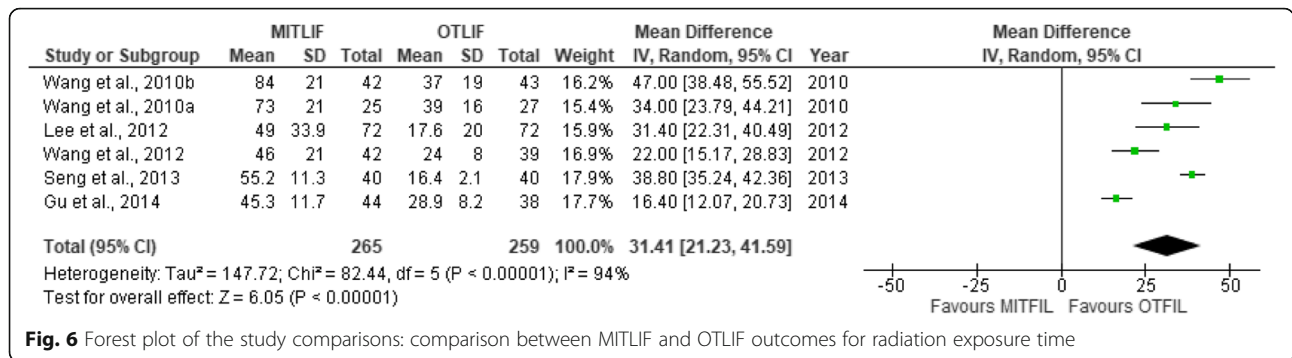 MITLIF OTLIF Mean Difference Mean Difference
Study or Subgroup Mean SD Total Mean SD Total Weight IV, Random, 95% CI Year IV, Random, 95% CI
Wang et al., 2010b 84 21 42 37 19 43 16.2% 47.00 [38.48, 55.52] 2010
Wang et al., 2010a 73 21 25 39 16 27 15.4% 34.00 [23.79, 44.21] 2010
Lee et al., 2012 49 33.9 72 17.6 20 72 15.9% 31.40 [22.31, 40.49] 2012
Wang et al., 2012 46 21 42 24 8 39 16.9% 22.00 [15.17, 28.83] 2012
Seng et al., 2013 55.2 11.3 40 16.4 2.1 40 17.9% 38.80 [35.24, 42.36] 2013
Gu et al., 2014 45.3 11.7 44 28.9 8.2 38 17.7% 16.40 [12.07, 20.73] 2014
Total (95% CI) 265 259 100.0% 31.41 [21.23, 41.59]
Heterogeneity: Tau² = 147.72; Chi² = 82.44, df = 5 (P < 0.00001); I² = 94%
Test for overall effect: Z = 6.05 (P < 0.00001)
-50 -25 0 25 50
Favours MITFIL Favours OTFIL
Fig. 6 Forest plot of the study comparisons: comparison between MITLIF and OTLIF outcomes for radiation exposure time